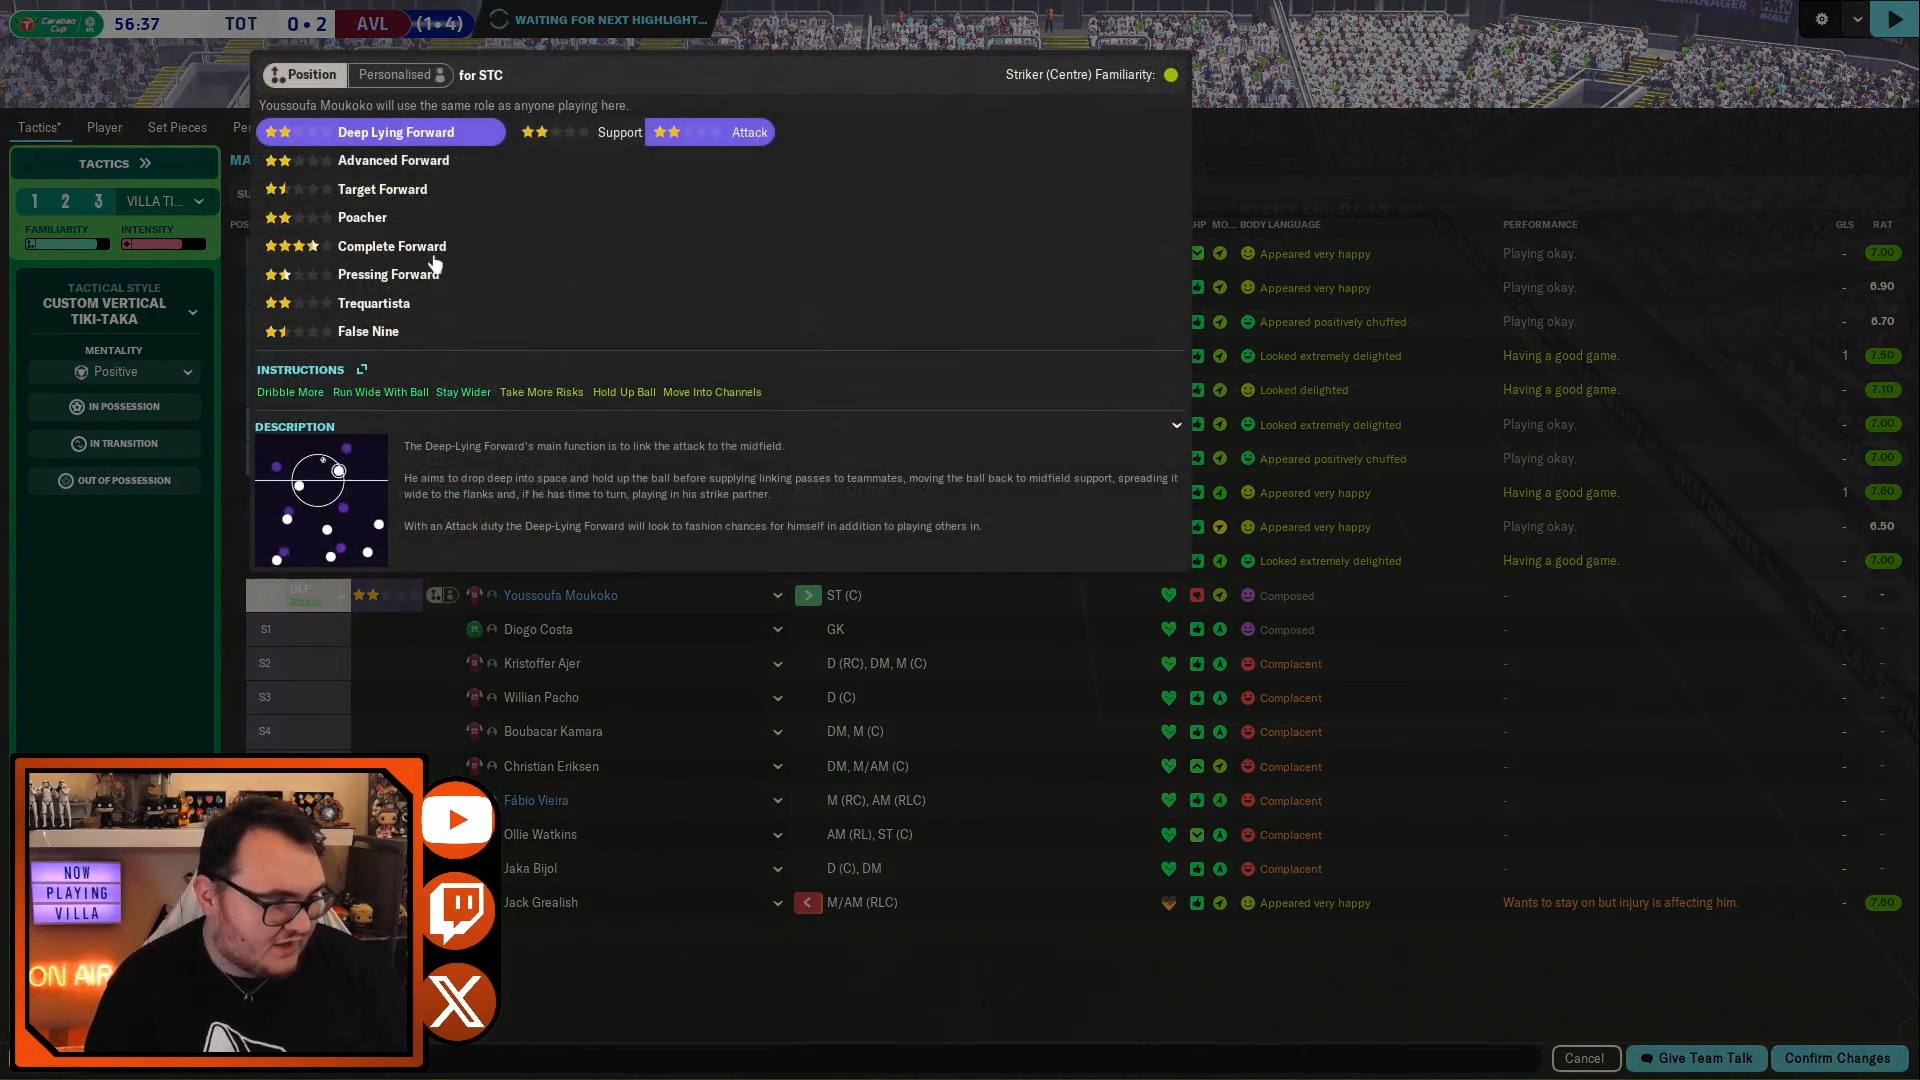 Carabao Cup 56:37 TOT 0 • 2 AVL (1 • 4) WAITING FOR NEXT HIGHLIGHT...
Position Personalised for STC Striker (Centre) Familiarity:
Youssoufa Moukoko will use the same role as anyone playing here.
Tactics* Player Set Pieces
Deep Lying Forward Support Attack
Advanced Forward
Target Forward
Poacher
Complete Forward
Pressing Forward
Trequartista
False Nine
TACTICS
1 2 3 VILLA TI...
FAMILIARITY INTENSITY
TACTICAL STYLE
CUSTOM VERTICAL
TIKI-TAKA
MENTALITY
Positive
IN POSSESSION
IN TRANSITION
OUT OF POSSESSION
INSTRUCTIONS
Dribble More Run Wide With Ball Stay Wider Take More Risks Hold Up Ball Move Into Channels
DESCRIPTION
The Deep-Lying Forward's main function is to link the attack to the midfield.
He aims to drop deep into space and hold up the ball before supplying linking passes to teammates, moving the ball back to midfield support, spreading it
wide to the flanks and, if he has time to turn, playing in his strike partner.
With an Attack duty the Deep-Lying Forward will look to fashion chances for himself in addition to playing others in.
MO... BODY LANGUAGE PERFORMANCE GLS RAT
Appeared very happy Playing okay. - 7.00
Appeared very happy Playing okay. - 6.90
Appeared positively chuffed Playing okay. - 6.70
Looked extremely delighted Having a good game. 1 7.50
Looked delighted Having a good game. - 7.10
Looked extremely delighted Playing okay. - 7.00
Appeared positively chuffed Playing okay. - 7.00
Appeared very happy Having a good game. 1 7.60
Appeared very happy Playing okay. - 6.50
Looked extremely delighted Having a good game. - 7.00
DLF Attack Youssoufa Moukoko ST (C) Composed - - -
S1 Diogo Costa GK Composed - - -
S2 Kristoffer Ajer D (RC), DM, M (C) Complacent - - -
S3 Willian Pacho D (C) Complacent - - -
S4 Boubacar Kamara DM, M (C) Complacent - - -
Christian Eriksen DM, M/AM (C) Complacent - - -
Fábio Vieira M (RC), AM (RLC) Complacent - - -
Ollie Watkins AM (RL), ST (C) Complacent - - -
Jaka Bijol D (C), DM Complacent - - -
Jack Grealish M/AM (RLC) Appeared very happy Wants to stay on but injury is affecting him. - 7.60
NOW
PLAYING
VILLA
ON AIR
Cancel Give Team Talk Confirm Changes